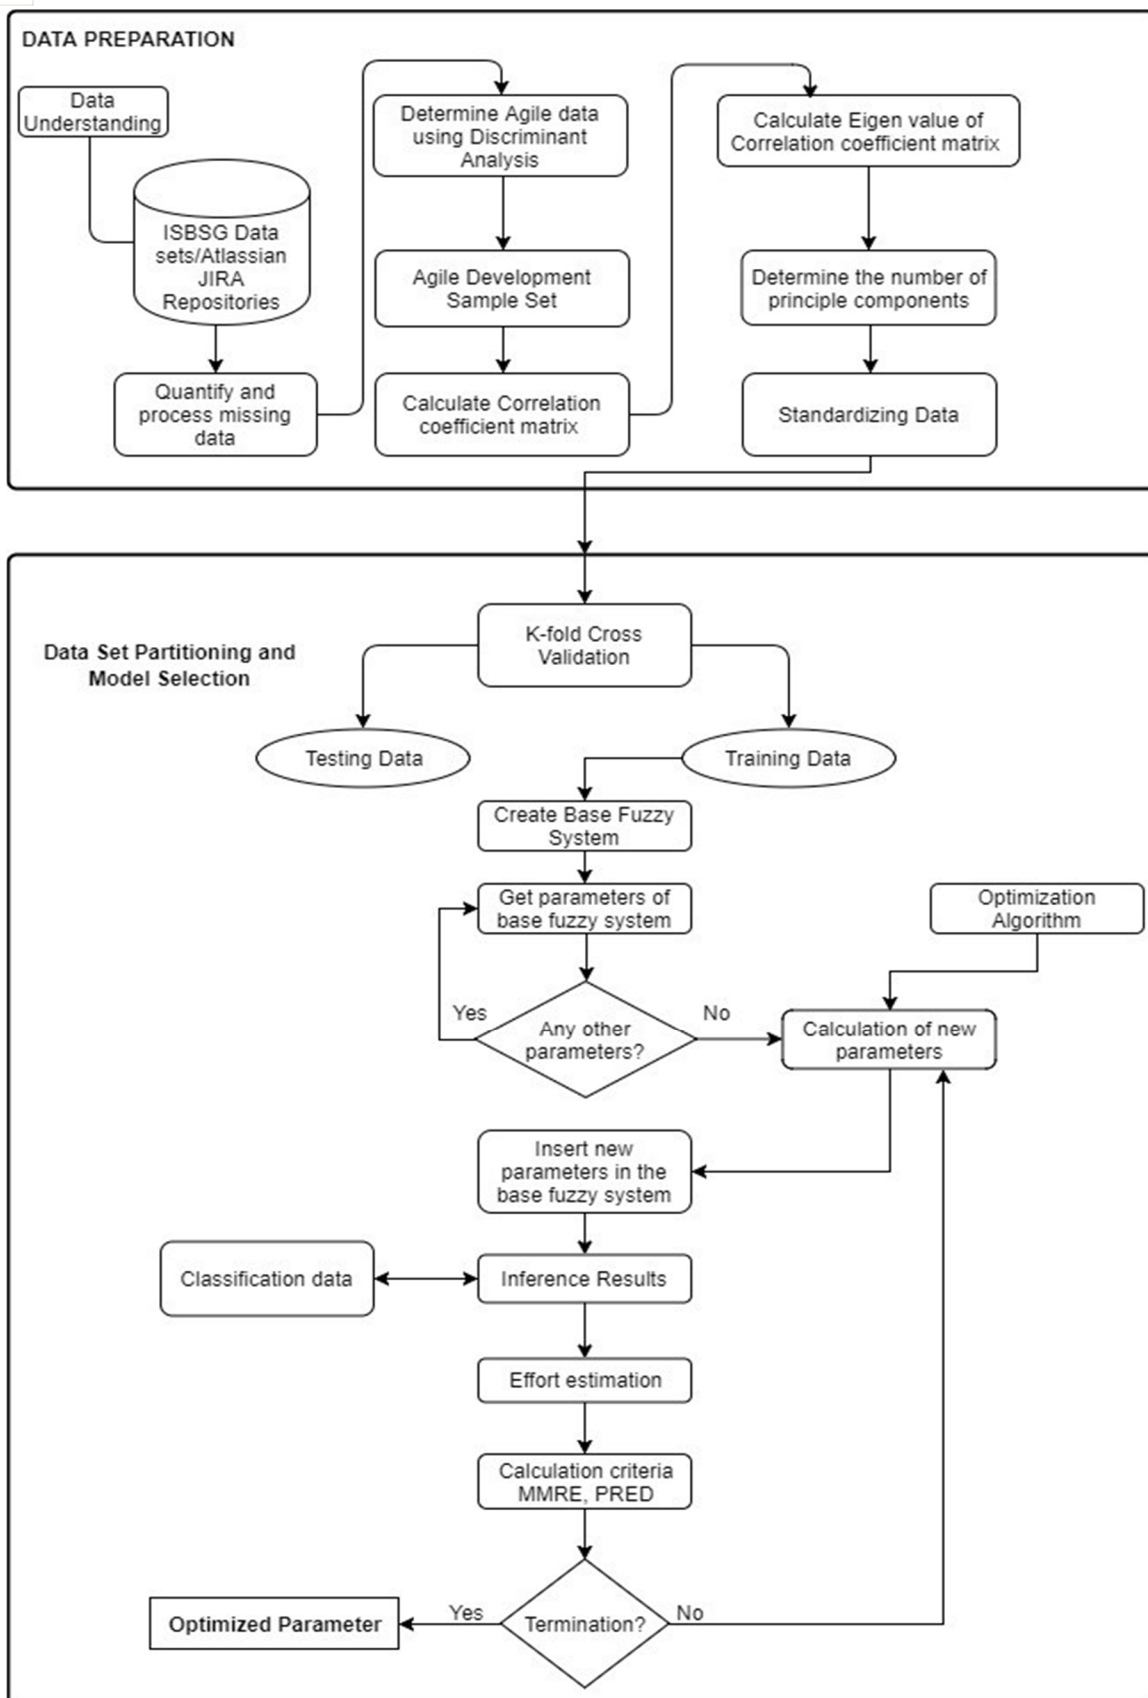 DATA PREPARATION
Data
Understanding
ISBSG Data
sets/Atlassian
JIRA
Repositories
Quantify and
process missing
data
Determine Agile data
using Discriminant
Analysis
Agile Development
Sample Set
Calculate Correlation
coefficient matrix
Calculate Eigen value of
Correlation coefficient matrix
Determine the number of
principle components
Standardizing Data
Data Set Partitioning and
Model Selection
K-fold Cross
Validation
Testing Data
Training Data
Create Base Fuzzy
System
Get parameters of
base fuzzy system
Optimization
Algorithm
Yes
Any other
parameters?
No
Calculation of new
parameters
Insert new
parameters in the
base fuzzy system
Classification data
Inference Results
Effort estimation
Calculation criteria
MMRE, PRED
Optimized Parameter
Yes
Termination?
No